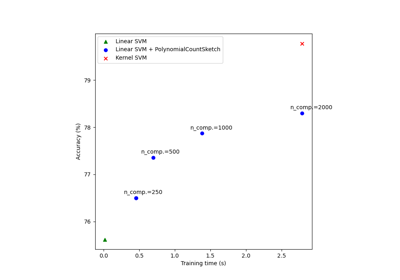 Linear SVM
Linear SVM + PolynomialCountSketch
Kernel SVM
79
78
77
76
n_comp.=2000
n_comp.=1000
n_comp.=500
n_comp.=250
Accuracy (%)
0.0 0.5 1.0 1.5 2.0 2.5
Training time (s)